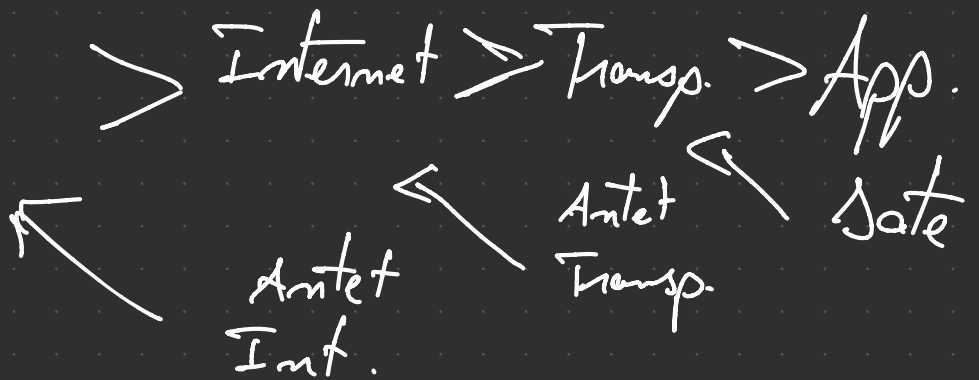 > Internet > Transp. > App.
Antet Transp.
Date
Antet Int.